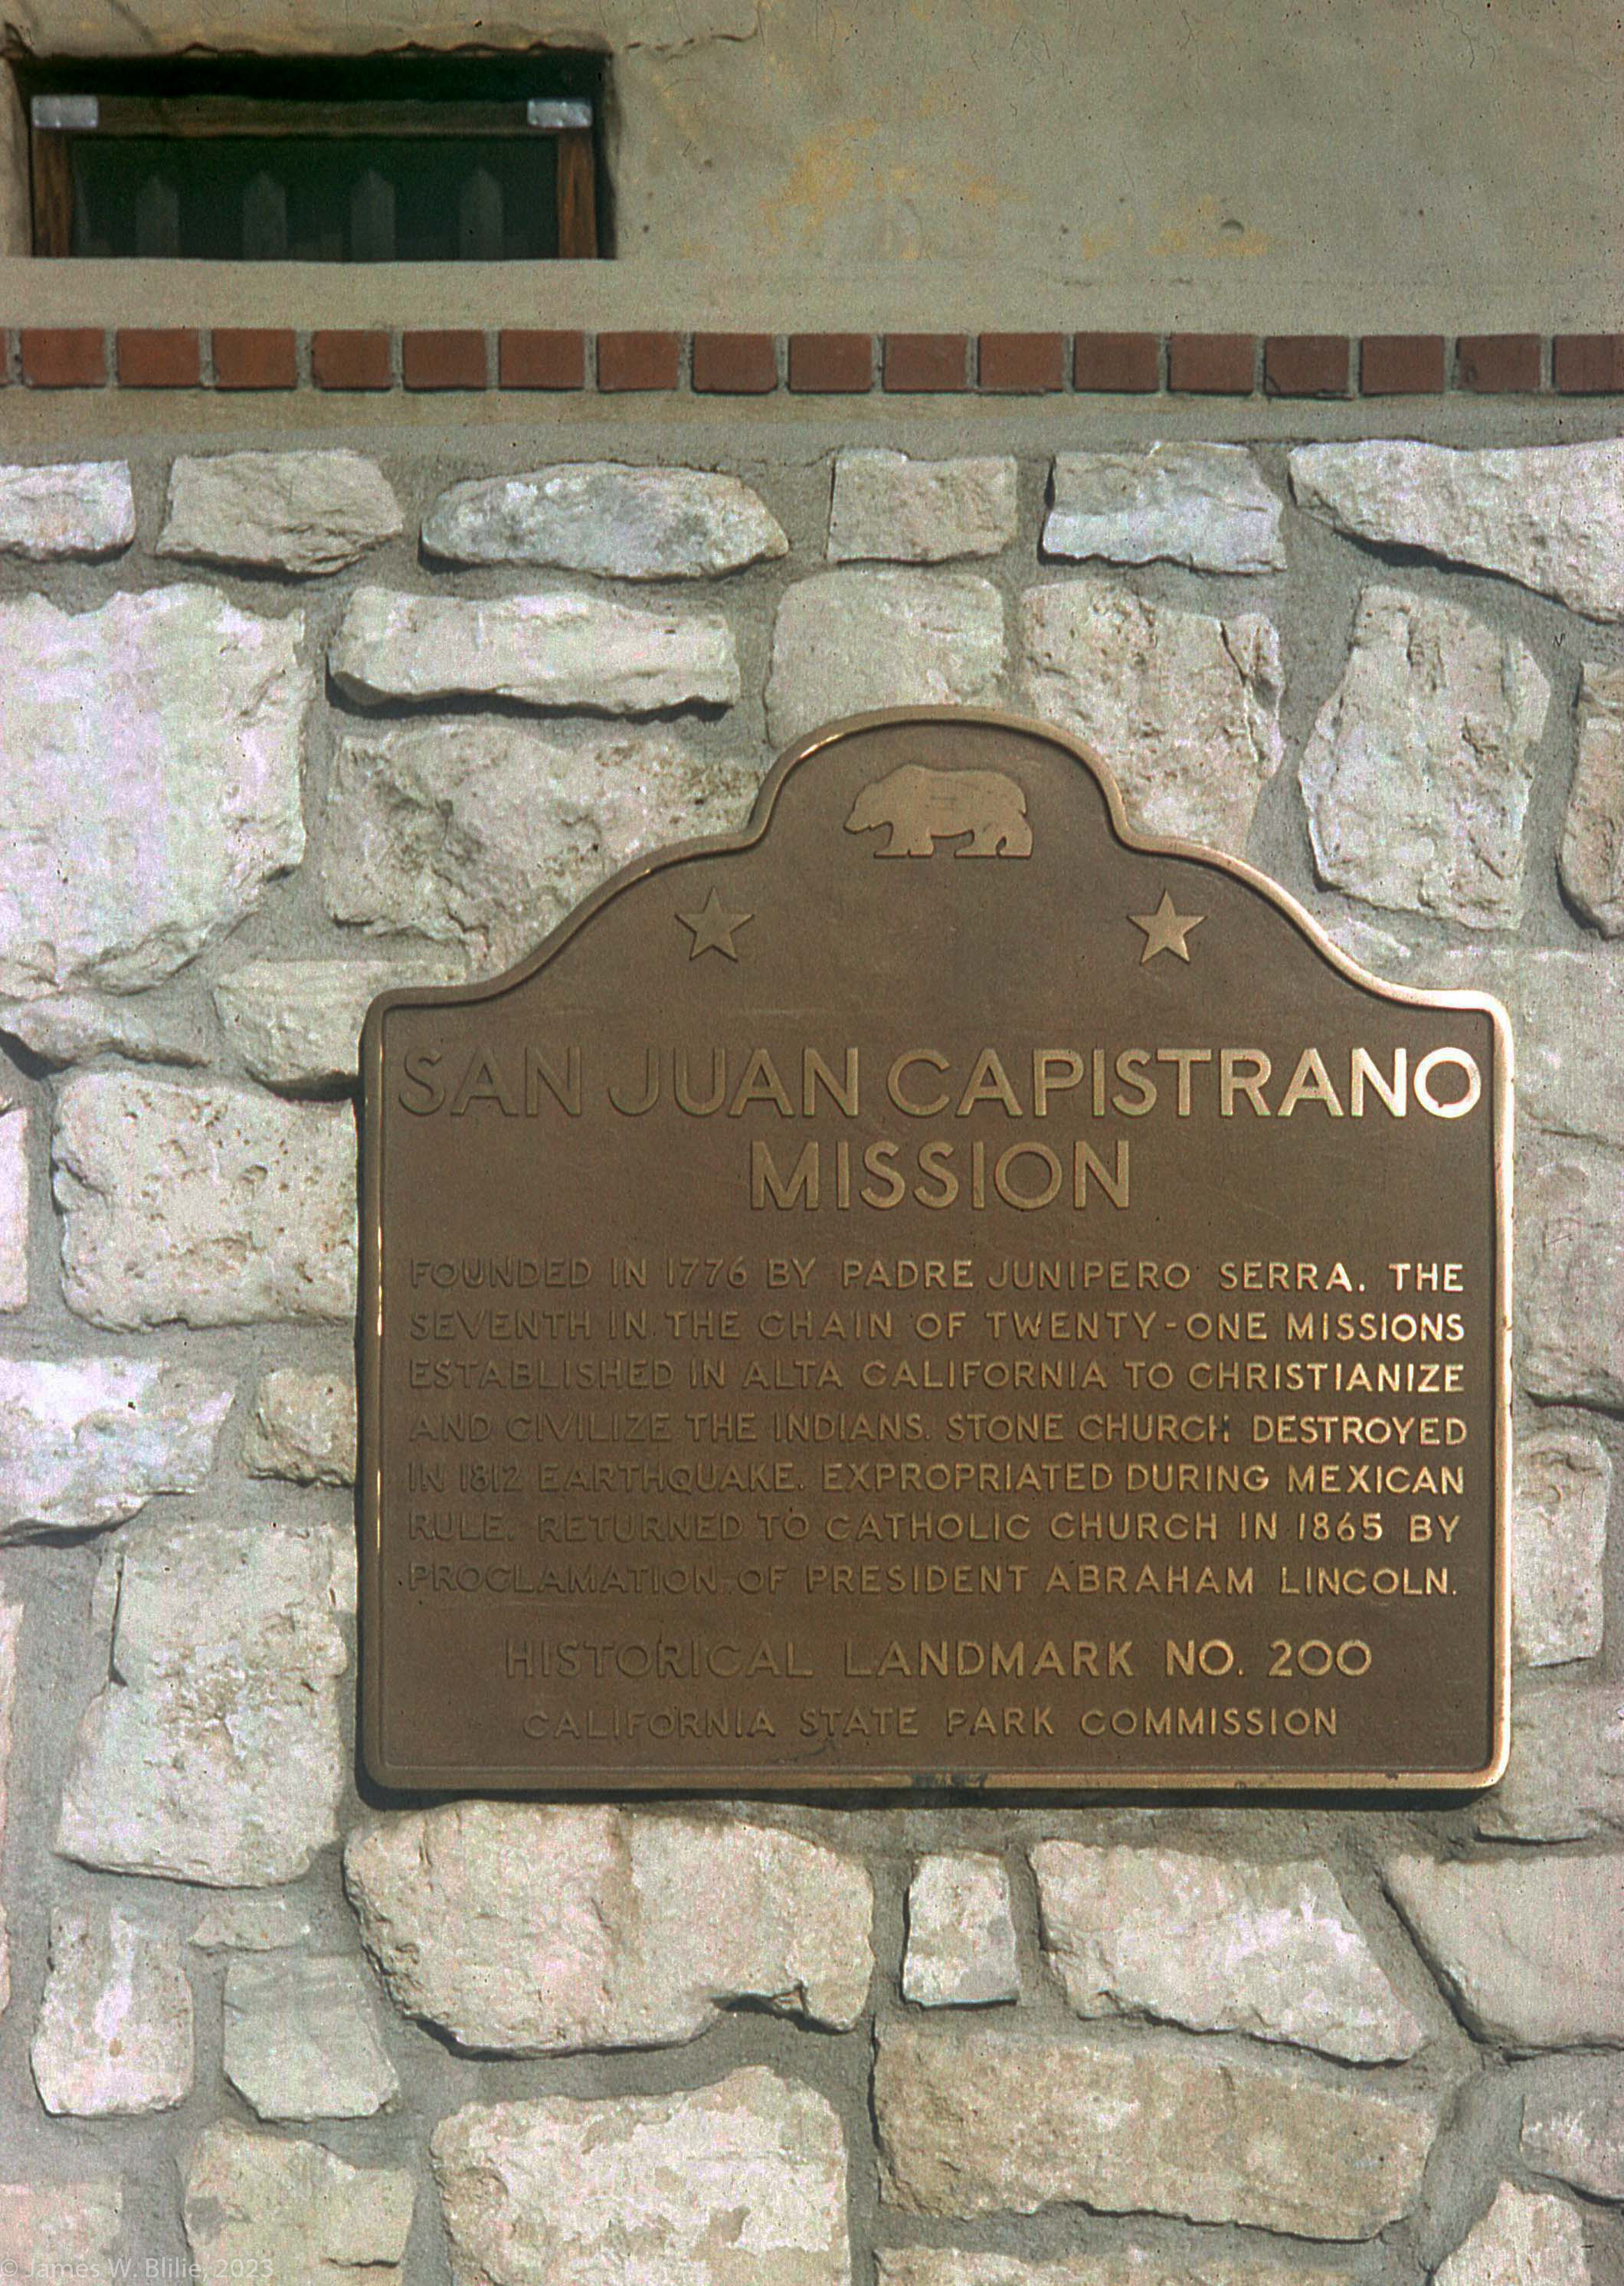 SAN JUAN CAPISTRANO
MISSION
FOUNDED IN 1776 BY PADRE JUNIPERO SERRA. THE
SEVENTH IN THE CHAIN OF TWENTY-ONE MISSIONS
ESTABLISHED IN ALTA CALIFORNIA TO CHRISTIANIZE
AND CIVILIZE THE INDIANS. STONE CHURCH DESTROYED
IN 1812 EARTHQUAKE. EXPROPRIATED DURING MEXICAN
RULE. RETURNED TO CATHOLIC CHURCH IN 1865 BY
PROCLAMATION OF PRESIDENT ABRAHAM LINCOLN.
HISTORICAL LANDMARK NO. 200
CALIFORNIA STATE PARK COMMISSION
© James W. Blilie, 2023